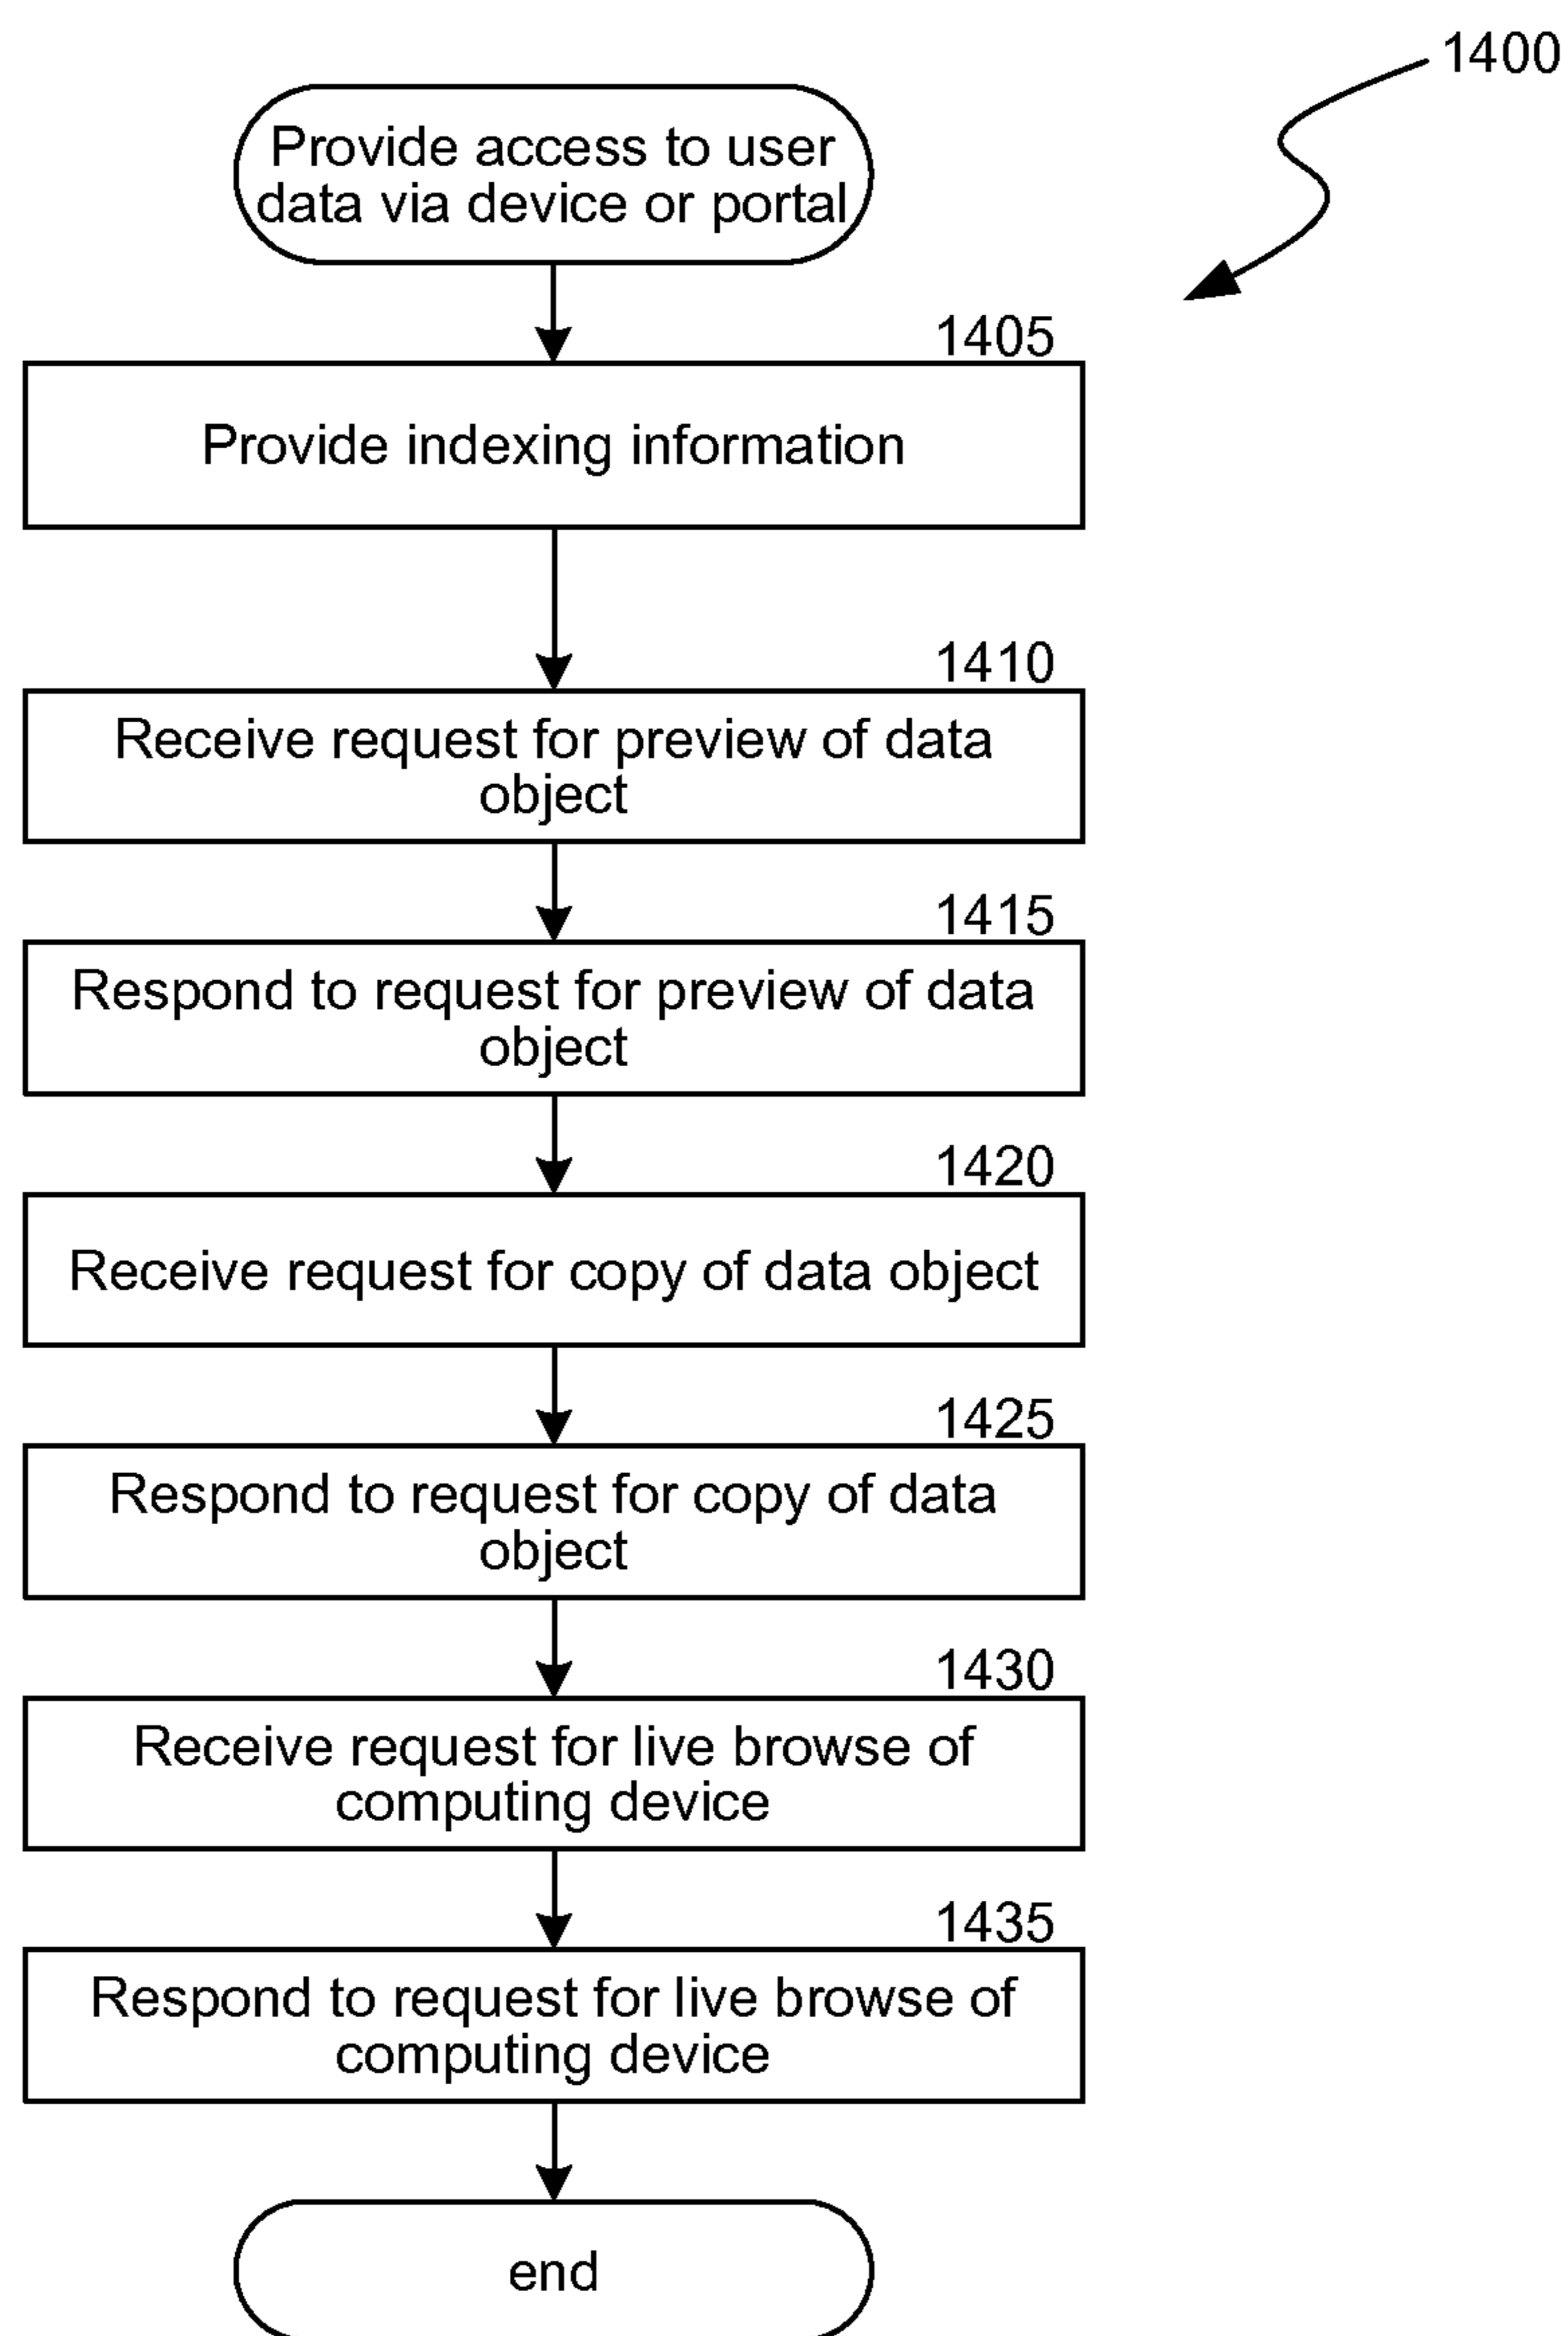 1400
Provide access to user
data via device or portal
1405
Provide indexing information
1410
Receive request for preview of data
object
1415
Respond to request for preview of data
object
1420
Receive request for copy of data object
1425
Respond to request for copy of data
object
1430
Receive request for live browse of
computing device
1435
Respond to request for live browse of
computing device
end